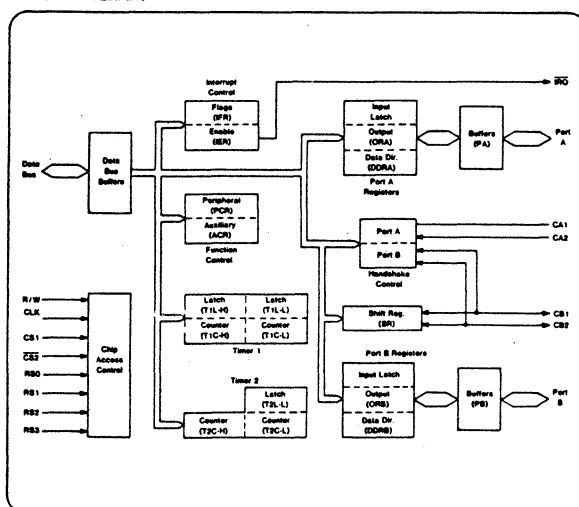 Interrupt
Control
Flags
(IFR)
Enable
(IER)
IRQ
Input
Latch
Output
(ORA)
Data Dir.
(DDRA)
Port A
Registers
Buffers
(PA)
Port
A
Data
Bus
Data
Bus
Buffers
Peripheral
(PCR)
Auxiliary
(ACR)
Function
Control
Port A
Port B
Handshake
Control
CA1
CA2
R/W
CLK
CS1
CS2
RS0
RS1
RS2
RS3
Chip
Access
Control
Latch
(T1L-H)
Latch
(T1L-L)
Counter
(T1C-H)
Counter
(T1C-L)
Timer 1
Shift Reg.
(SR)
CB1
CB2
Timer 2
Latch
(T2L-L)
Counter
(T2C-H)
Counter
(T2C-L)
Port B Registers
Input Latch
Output
(ORB)
Data Dir.
(DDRB)
Buffers
(PB)
Port
B